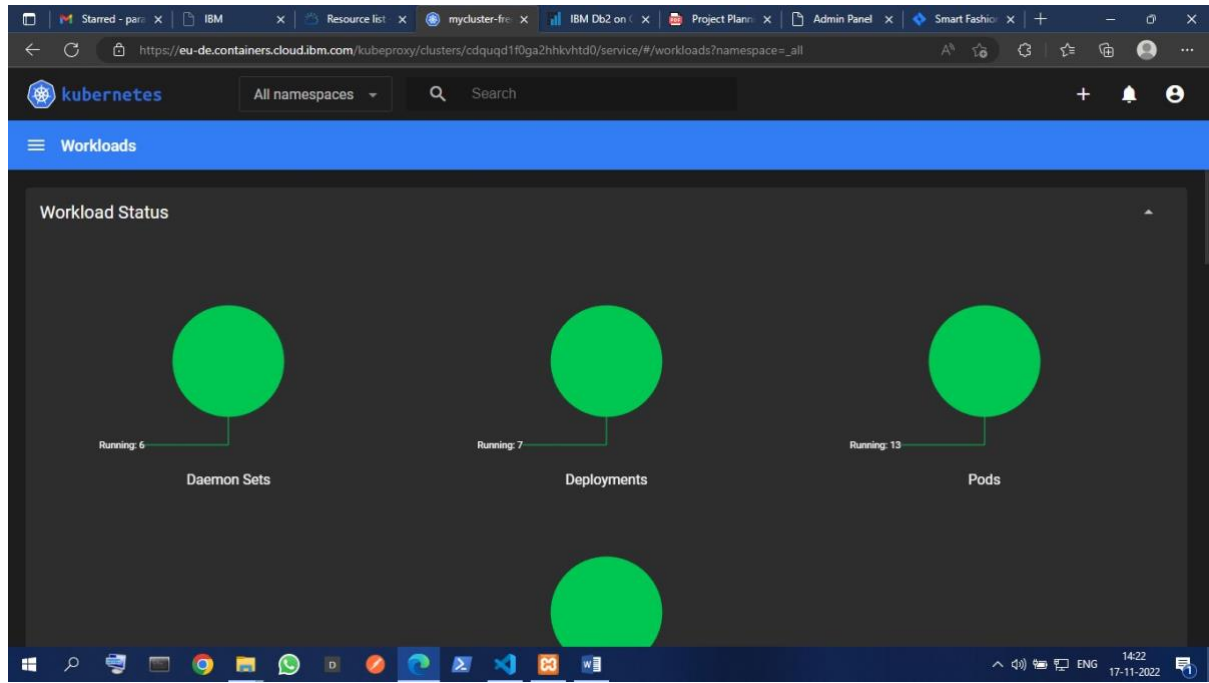 Starred - para
IBM
Resource list -
mycluster-fre
IBM Db2 on
Project Plann
Admin Panel
Smart Fashion
https://eu-de.containers.cloud.ibm.com/kubeproxy/clusters/cdquqd1f0ga2hhkvhtd0/service/#/workloads?namespace=_all
kubernetes
All namespaces
Search
Workloads
Workload Status
Running: 6
Running: 7
Running: 13
Daemon Sets
Deployments
Pods
ENG
14:22
17-11-2022